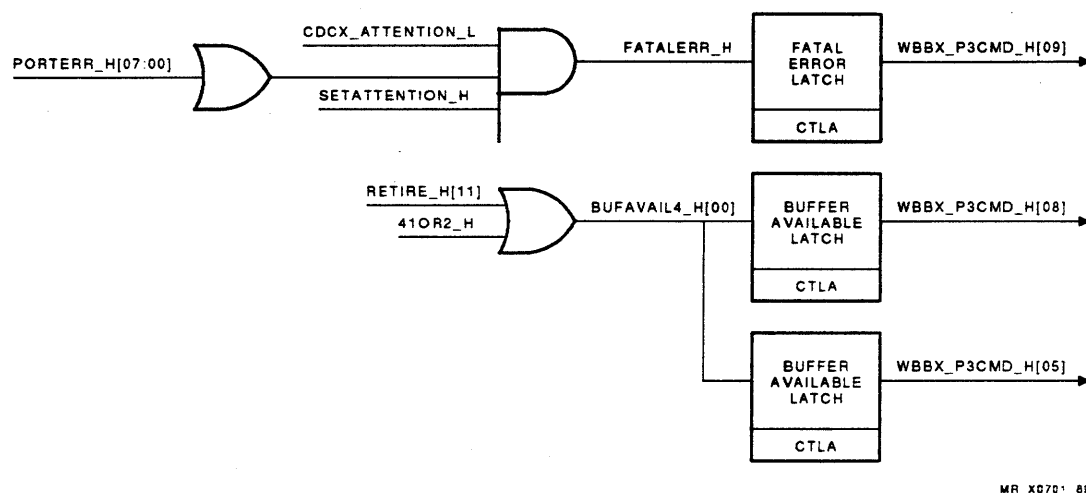 CDCX_ATTENTION_L
PORTERR_H[07:00]
SETATTENTION_H
FATALERR_H
FATAL
ERROR
LATCH
CTLA
WBBX_P3CMD_H[09]
RETIRE_H[11]
41OR2_H
BUFAVAIL4_H[00]
BUFFER
AVAILABLE
LATCH
CTLA
WBBX_P3CMD_H[08]
BUFFER
AVAILABLE
LATCH
CTLA
WBBX_P3CMD_H[05]
MR_X0701